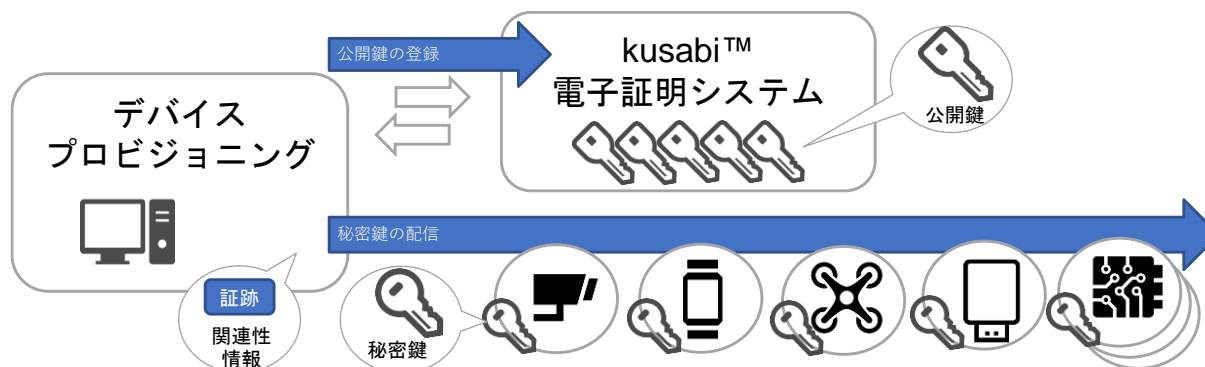 公開鍵の登録
kusabi™
電子証明システム
公開鍵
デバイス
プロビジョニング
秘密鍵の配信
証跡
関連性
情報
秘密鍵